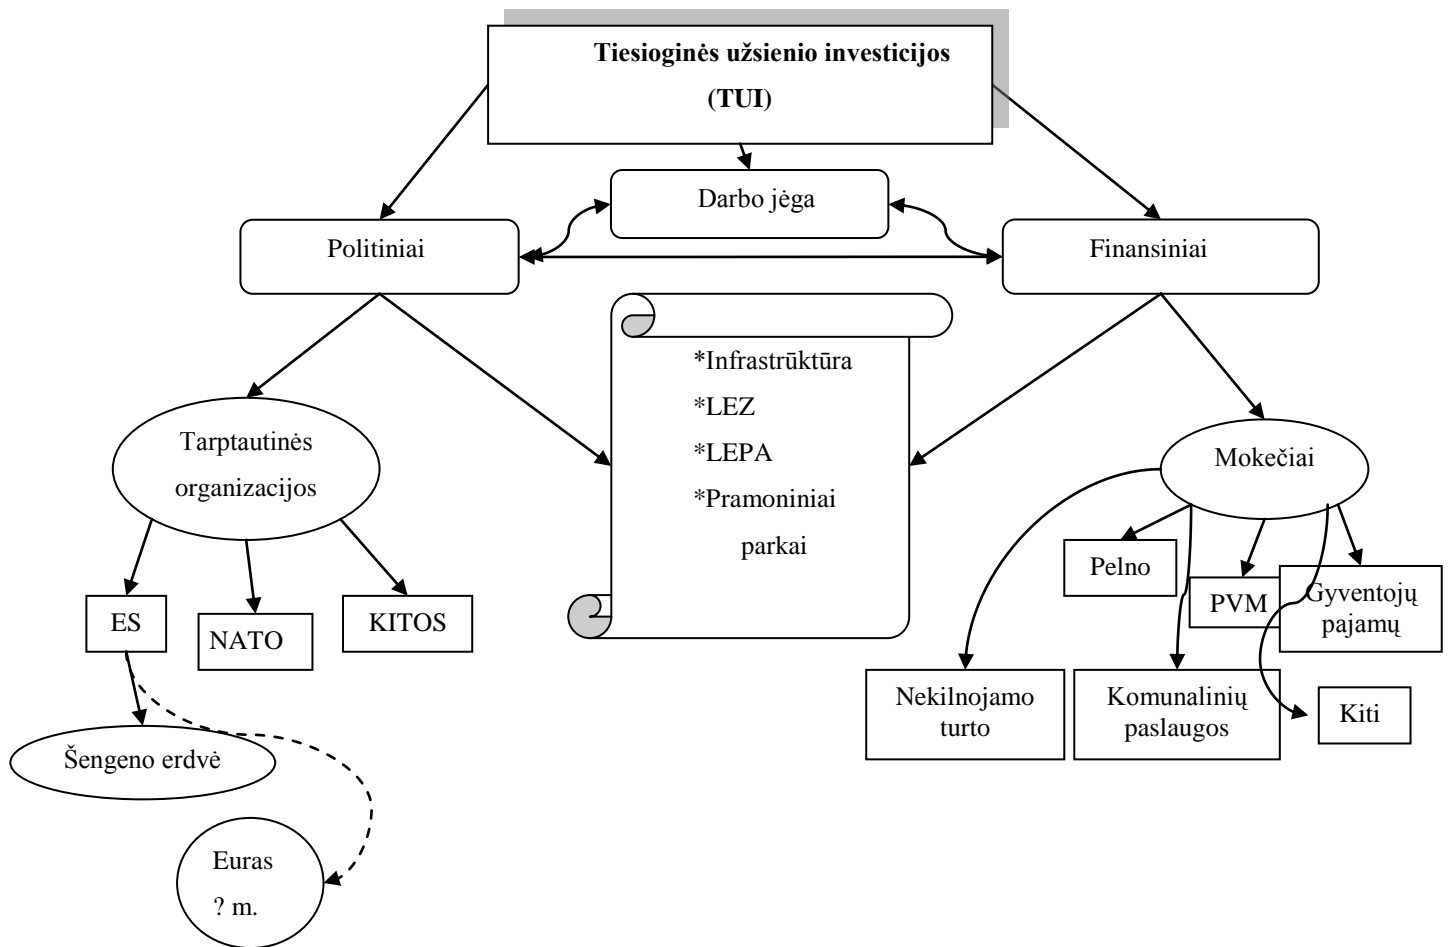 Tiesioginės užsienio investicijos
(TUI)
Darbo jėga
Politiniai
Finansiniai
*Infrastrūktūra
*LEZ
*LEPA
*Pramoniniai
parkai
Tarptautinės
organizacijos
Mokečiai
ES
NATO
KITOS
Pelno
PVM
Gyventojų
pajamų
Nekilnojamo
turto
Komunalinių
paslaugos
Kiti
Šengeno erdvė
Euras
? m.